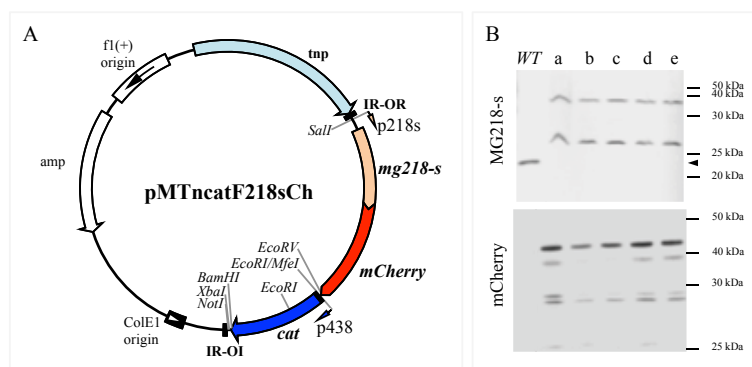 A
f1(+)
origin
tnp
IR-OR
SalI
p218s
amp
mg218-s
pMTncatF218sCh
EcoRV
EcoRI/MfeI
mCherry
BamHI
XbaI
NotI
EcoRI
ColE1
origin
cat
p438
IR-OI
B
WT a b c d e
MG218-s
50 kDa
40 kDa
30 kDa
25 kDa
20 kDa
mCherry
50 kDa
40 kDa
30 kDa
25 kDa